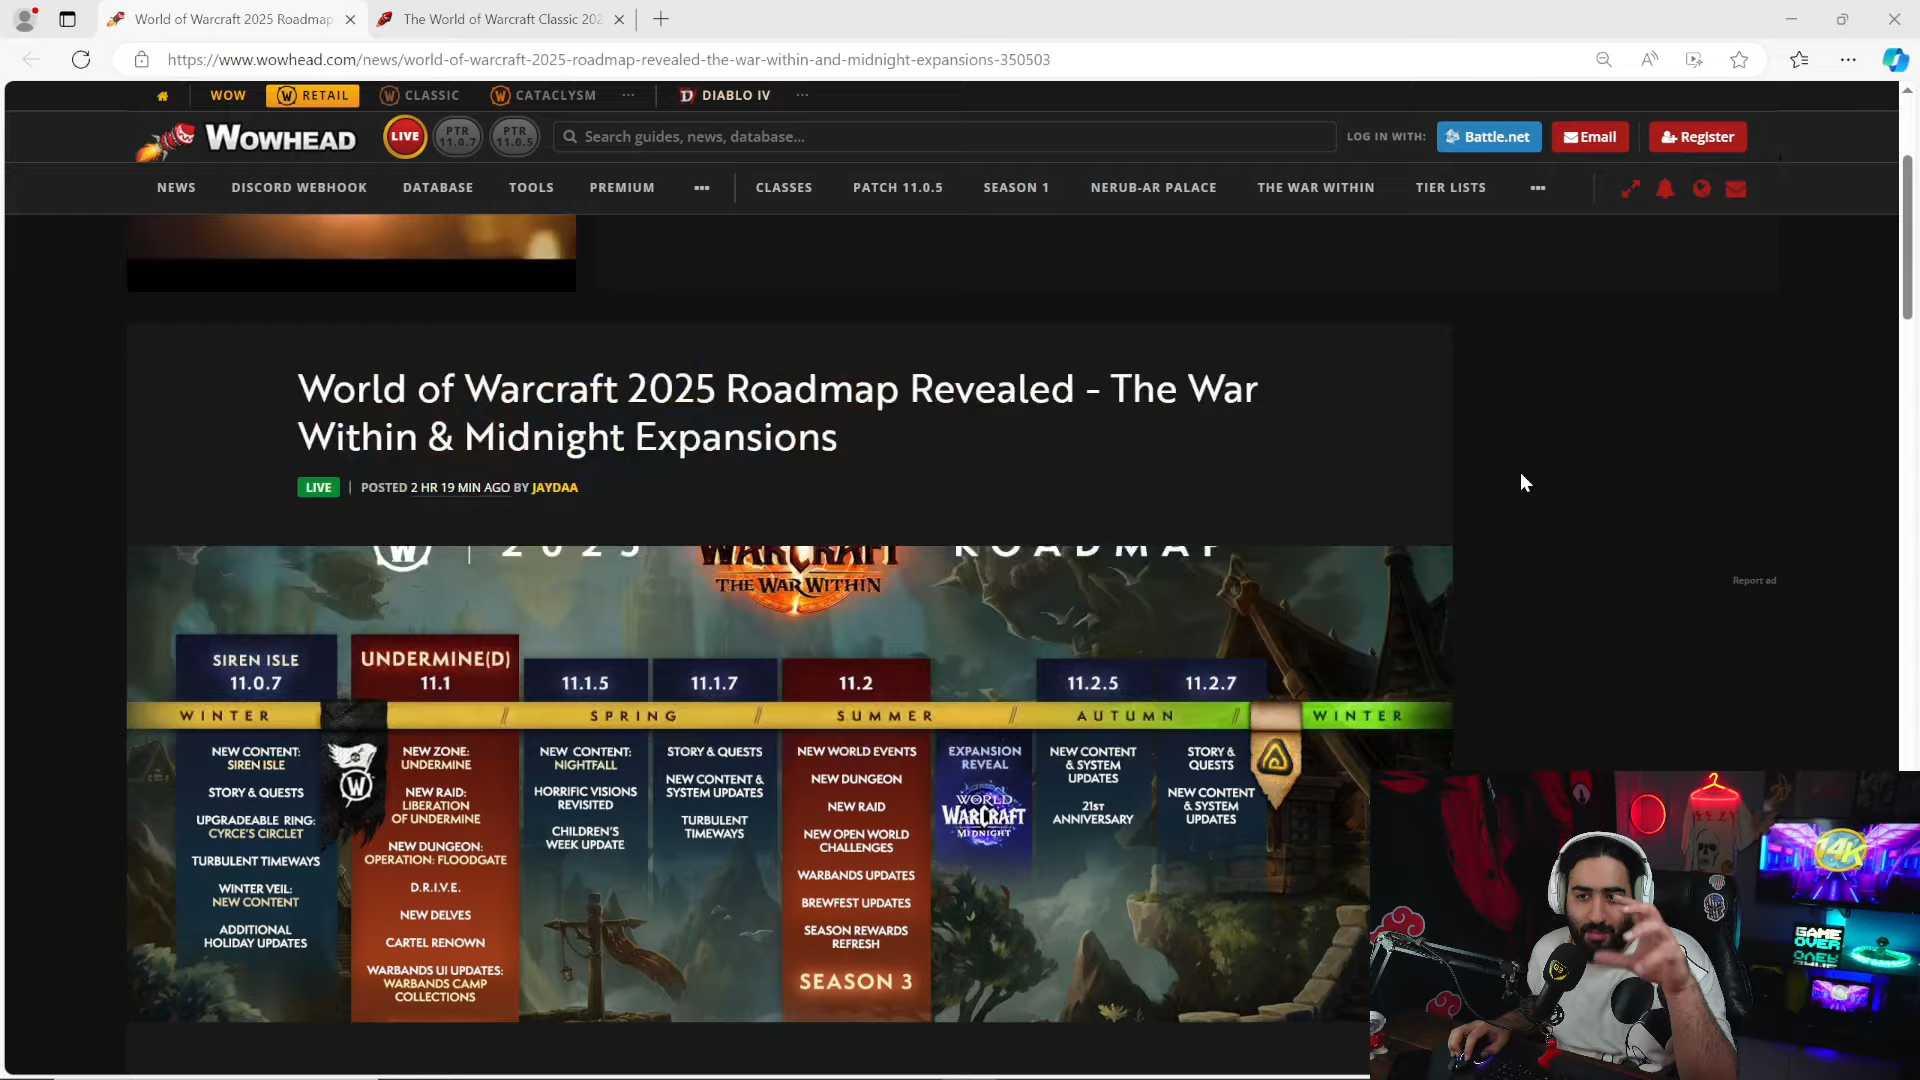 World of Warcraft 2025 Roadmap
The World of Warcraft Classic 202
https://www.wowhead.com/news/world-of-warcraft-2025-roadmap-revealed-the-war-within-and-midnight-expansions-350503
WOW
RETAIL
CLASSIC
CATACLYSM
DIABLO IV
WOWHEAD
LIVE
PTR
11.0.7
PTR
11.0.5
Search guides, news, database...
LOG IN WITH:
Battle.net
Email
Register
NEWS
DISCORD WEBHOOK
DATABASE
TOOLS
PREMIUM
CLASSES
PATCH 11.0.5
SEASON 1
NERUB-AR PALACE
THE WAR WITHIN
TIER LISTS
World of Warcraft 2025 Roadmap Revealed - The War
Within & Midnight Expansions
LIVE | POSTED 2 HR 19 MIN AGO BY JAYDAA
Report ad
W | 2025
WARCRAFT
THE WAR WITHIN
ROADMAP
SIREN ISLE
11.0.7
UNDERMINE(D)
11.1
11.1.5
11.1.7
11.2
11.2.5
11.2.7
WINTER
SPRING
SUMMER
AUTUMN
WINTER
NEW CONTENT:
SIREN ISLE
STORY & QUESTS
UPGRADEABLE RING:
CYRCE'S CIRCLET
TURBULENT TIMEWAYS
WINTER VEIL:
NEW CONTENT
ADDITIONAL
HOLIDAY UPDATES
W
NEW ZONE:
UNDERMINE
NEW RAID:
LIBERATION
OF UNDERMINE
NEW DUNGEON:
OPERATION: FLOODGATE
D.R.I.V.E.
NEW DELVES
CARTEL RENOWN
WARBANDS UI UPDATES:
WARBANDS CAMP
COLLECTIONS
NEW CONTENT:
NIGHTFALL
HORRIFIC VISIONS
REVISITED
CHILDREN'S
WEEK UPDATE
STORY & QUESTS
NEW CONTENT &
SYSTEM UPDATES
TURBULENT
TIMEWAYS
NEW WORLD EVENTS
NEW DUNGEON
NEW RAID
NEW OPEN WORLD
CHALLENGES
WARBANDS UPDATES
BREWFEST UPDATES
SEASON REWARDS
REFRESH
SEASON 3
EXPANSION
REVEAL
WORLD
WARCRAFT
MIDNIGHT
NEW CONTENT
& SYSTEM
UPDATES
21ST
ANNIVERSARY
STORY &
QUESTS
NEW CONTENT
& SYSTEM
UPDATES
14K
GAME
OVER